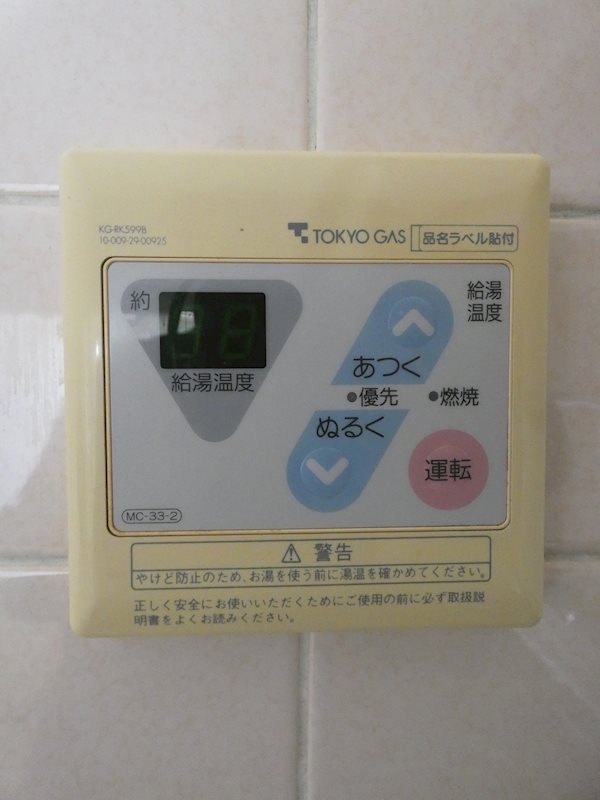 KG-RK599B
10-009-29-00925
TOKYO GAS 品名ラベル貼付
約
給湯温度
給湯
温度
あつく
優先 燃焼
ぬるく
運転
MC-33-2
⚠ 警告
やけど防止のため、お湯を使う前に湯温を確かめてください。
正しく安全にお使いいただくためにご使用の前に必ず取扱説
明書をよくお読みください。